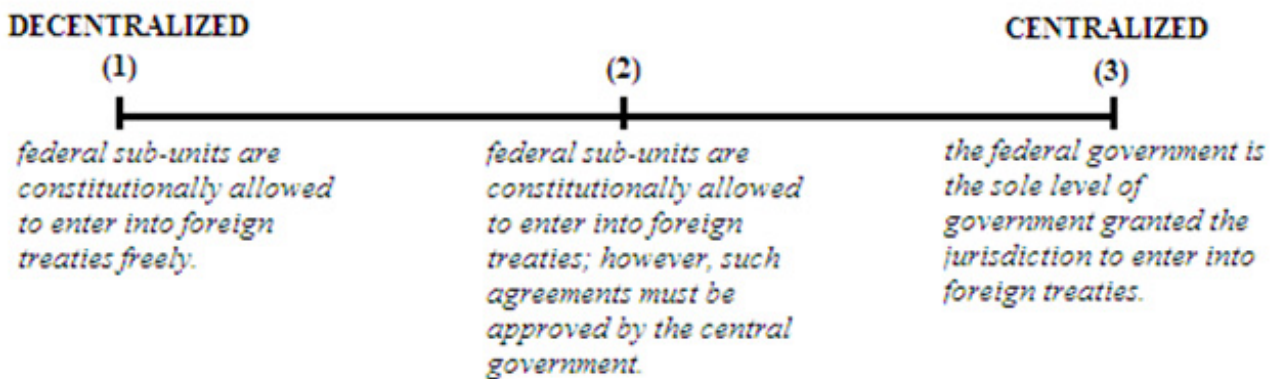 DECENTRALIZED
(1)
(2)
CENTRALIZED
(3)
federal sub-units are
constitutionally allowed
to enter into foreign
treaties freely.
federal sub-units are
constitutionally allowed
to enter into foreign
treaties; however, such
agreements must be
approved by the central
government.
the federal government is
the sole level of
government granted the
jurisdiction to enter into
foreign treaties.